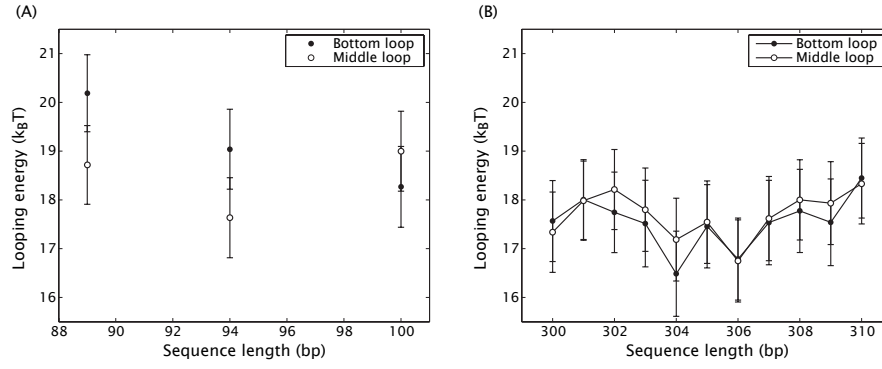 (A)
Bottom loop
Middle loop
21
20
19
18
17
16
Looping energy (kBT)
88 90 92 94 96 98 100
Sequence length (bp)
(B)
Bottom loop
Middle loop
21
20
19
18
17
16
Looping energy (kBT)
300 302 304 306 308 310
Sequence length (bp)